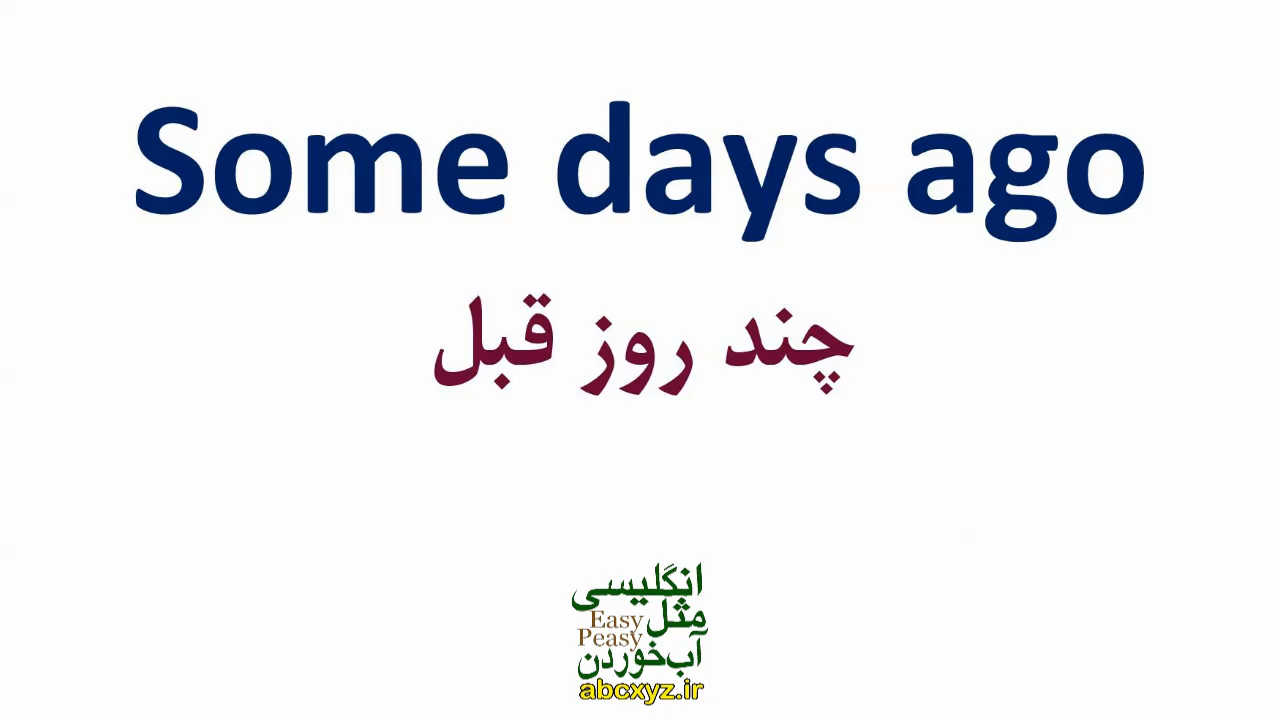 Some days ago
چند روز قبل
انگلیسی
مثل
Easy
Peasy
آب‌خوردن
abcxyz.ir